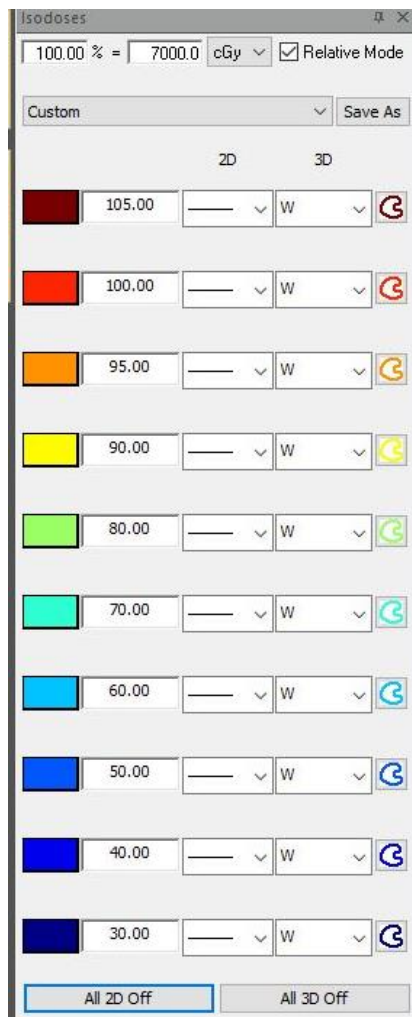 Isodoses
100.00 % = 7000.0 cGy Relative Mode
Custom Save As
2D 3D
105.00 W
100.00 W
95.00 W
90.00 W
80.00 W
70.00 W
60.00 W
50.00 W
40.00 W
30.00 W
All 2D Off All 3D Off